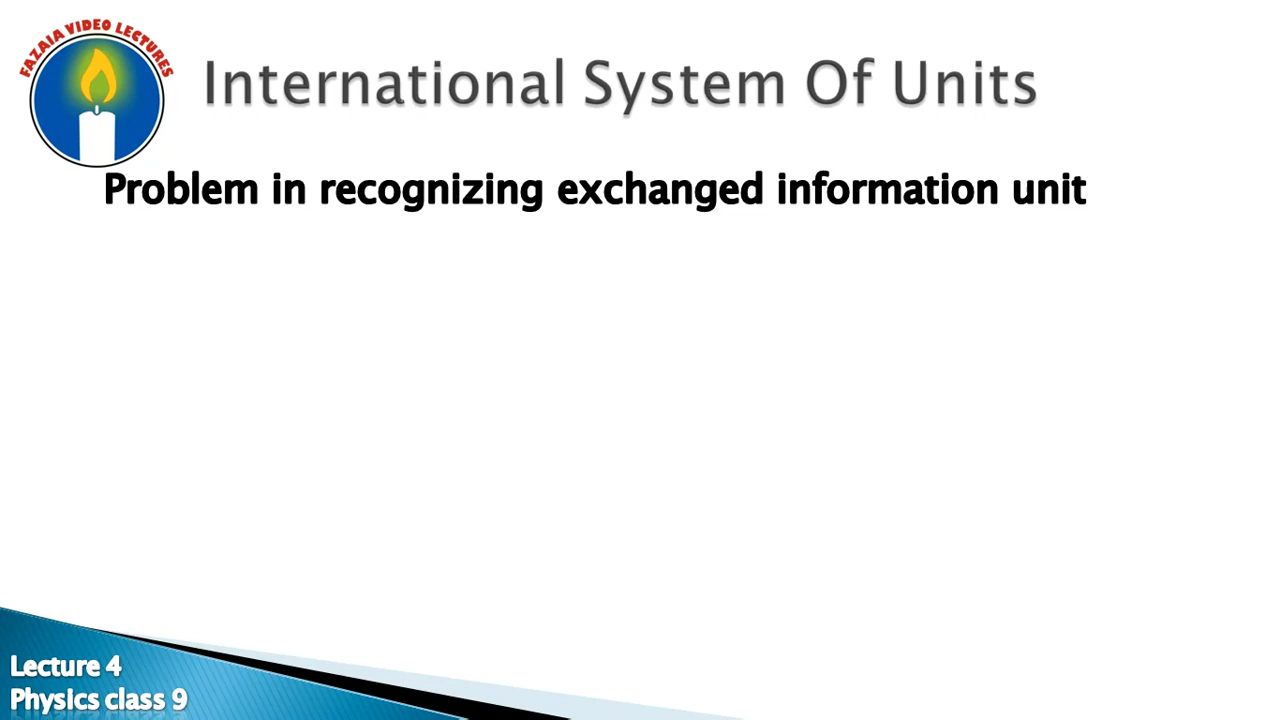 FAZAIA VIDEO LECTURES
International System Of Units
Problem in recognizing exchanged information unit
Lecture 4
Physics class 9